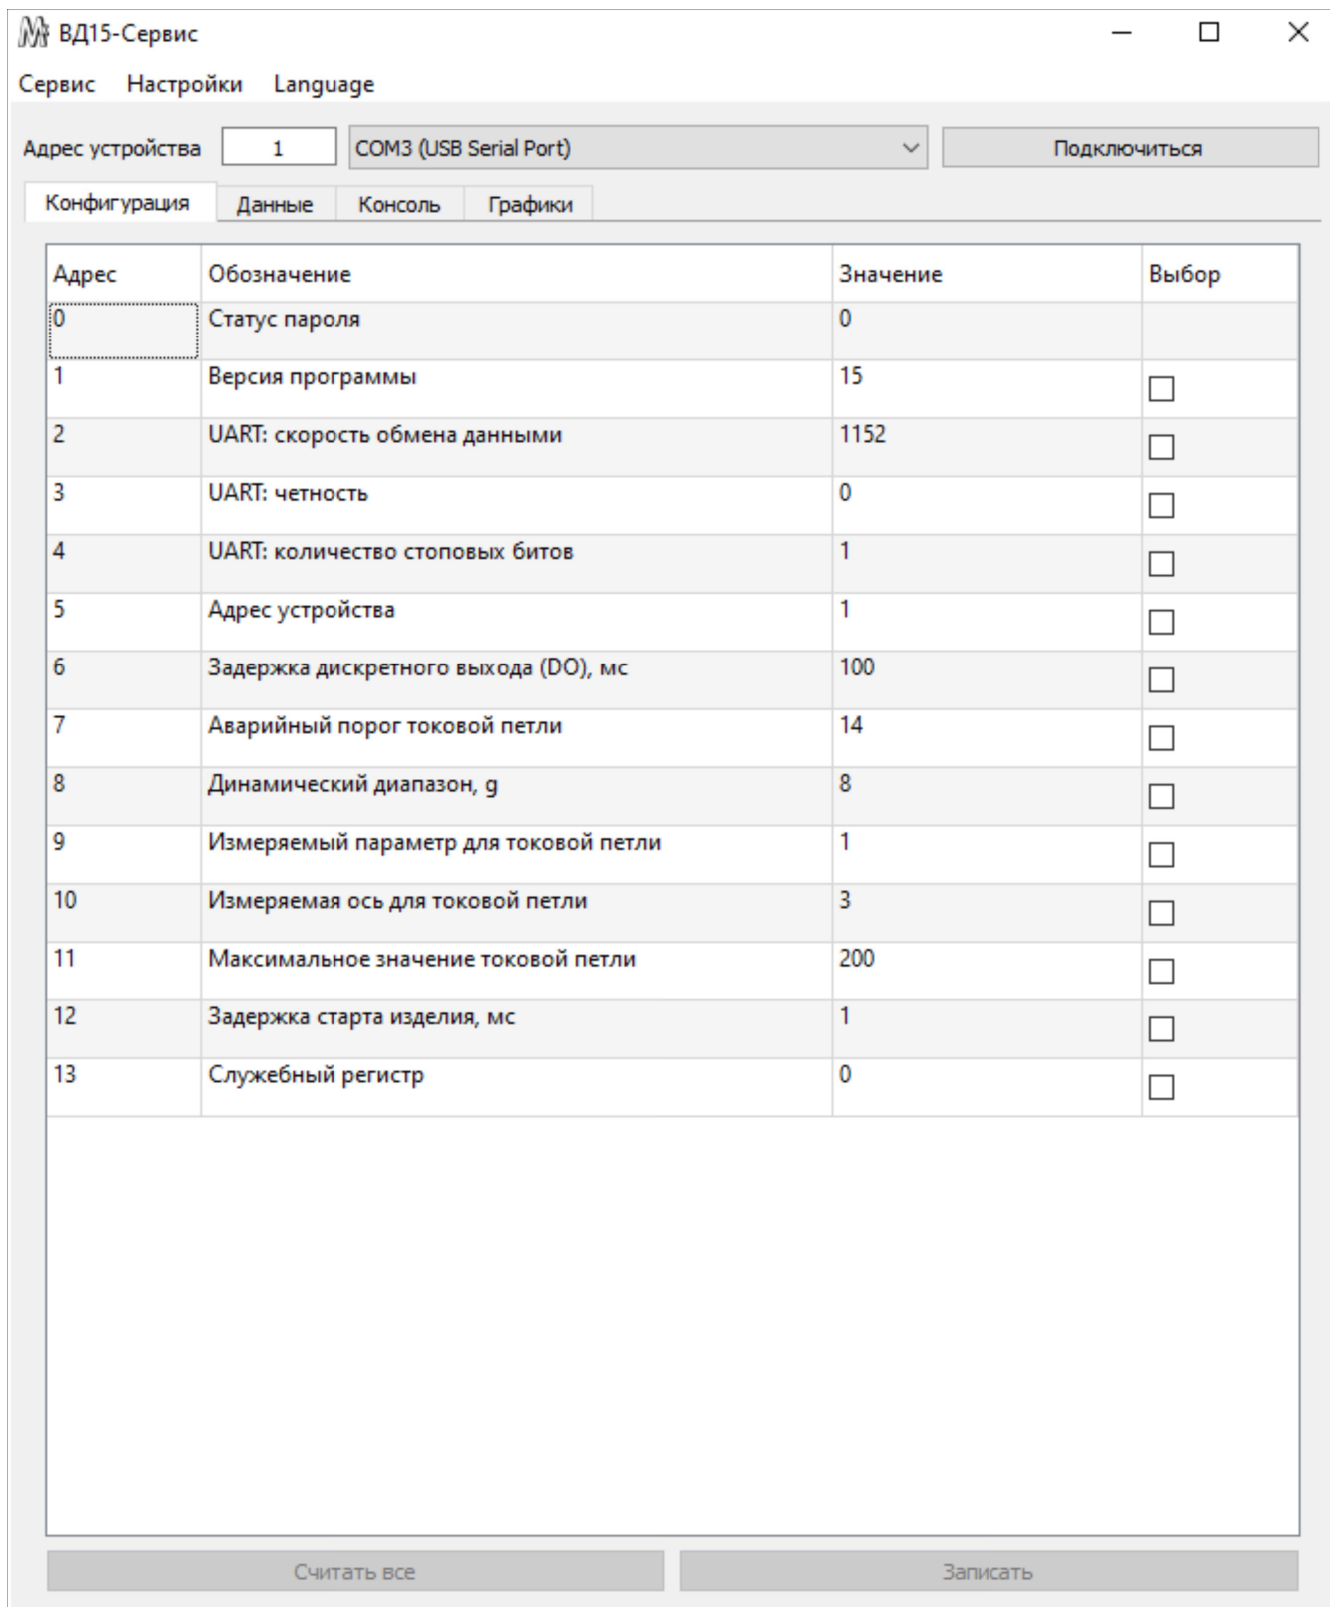 ВД15-Сервис
Сервис Настройки Language
Адрес устройства 1 COM3 (USB Serial Port) Подключиться
Конфигурация Данные Консоль Графики
Адрес Обозначение Значение Выбор
0 Статус пароля 0
1 Версия программы 15
2 UART: скорость обмена данными 1152
3 UART: четность 0
4 UART: количество стоповых битов 1
5 Адрес устройства 1
6 Задержка дискретного выхода (DO), мс 100
7 Аварийный порог токовой петли 14
8 Динамический диапазон, g 8
9 Измеряемый параметр для токовой петли 1
10 Измеряемая ось для токовой петли 3
11 Максимальное значение токовой петли 200
12 Задержка старта изделия, мс 1
13 Служебный регистр 0
Считать все Записать